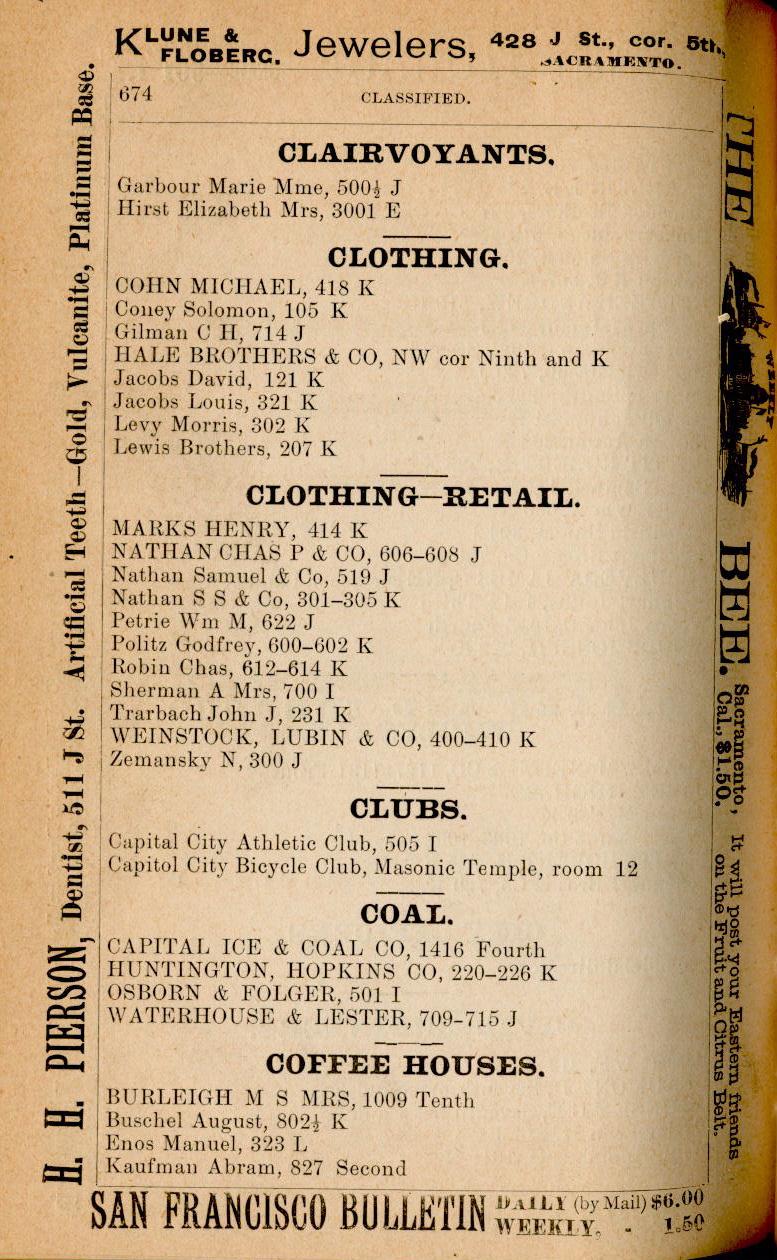 KLUNE & FLOBERG, Jewelers, 428 J St., cor. 5th,
SACRAMENTO.
674 CLASSIFIED.
CLAIRVOYANTS.
Garbour Marie Mme, 500½ J
Hirst Elizabeth Mrs, 3001 E
CLOTHING.
COHN MICHAEL, 418 K
Coney Solomon, 105 K
Gilman C H, 714 J
HALE BROTHERS & CO, NW cor Ninth and K
Jacobs David, 121 K
Jacobs Louis, 321 K
Levy Morris, 302 K
Lewis Brothers, 207 K
CLOTHING—RETAIL.
MARKS HENRY, 414 K
NATHAN CHAS P & CO, 606–608 J
Nathan Samuel & Co, 519 J
Nathan S S & Co, 301–305 K
Petrie Wm M, 622 J
Politz Godfrey, 600–602 K
Robin Chas, 612–614 K
Sherman A Mrs, 700 I
Trarbach John J, 231 K
WEINSTOCK, LUBIN & CO, 400–410 K
Zemansky N, 300 J
CLUBS.
Capital City Athletic Club, 505 I
Capitol City Bicycle Club, Masonic Temple, room 12
COAL.
CAPITAL ICE & COAL CO, 1416 Fourth
HUNTINGTON, HOPKINS CO, 220–226 K
OSBORN & FOLGER, 501 I
WATERHOUSE & LESTER, 709-715 J
COFFEE HOUSES.
BURLEIGH M S MRS, 1009 Tenth
Buschel August, 802½ K
Enos Manuel, 323 L
Kaufman Abram, 827 Second
SAN FRANCISCO BULLETIN DAILY (by Mail) $6.00
WEEKLY, - 1.50
H. H. PIERSON, Dentist, 511 J St. Artificial Teeth—Gold, Vulcanite, Platinum Base.
THE WEEKLY BEE. Sacramento, Cal., $1.50. It will post your Eastern friends
on the Fruit and Citrus Belt.